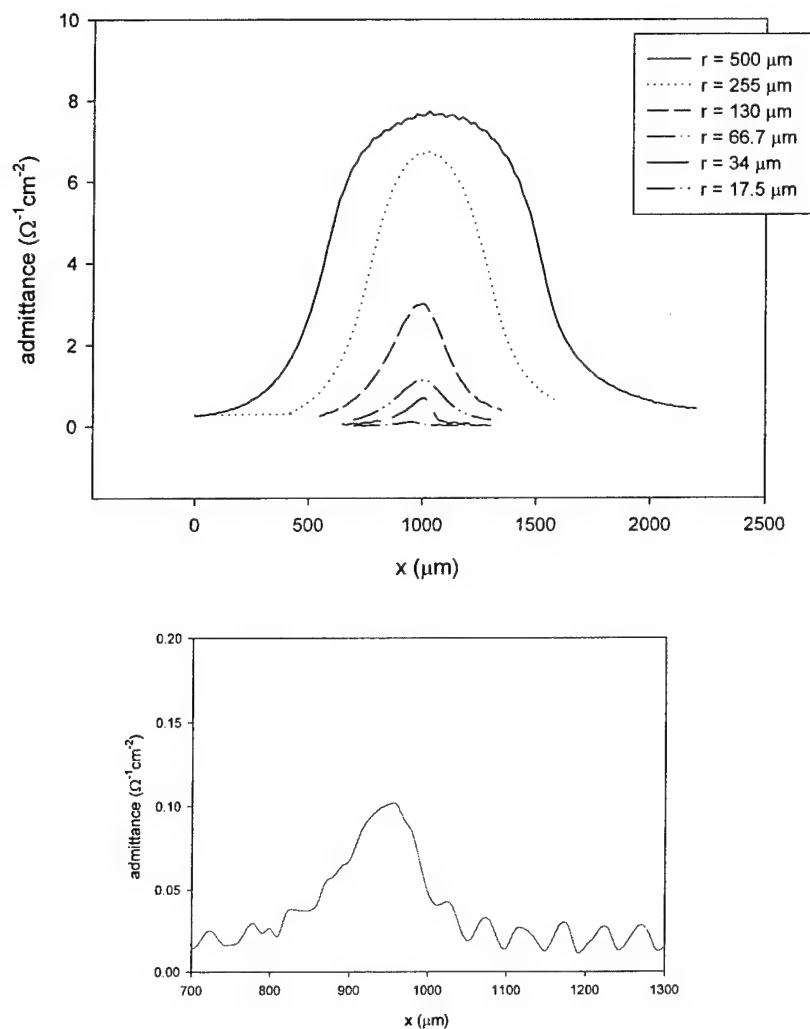 10
8
6
4
2
0
admittance (Ω⁻¹cm⁻²)
r = 500 μm
r = 255 μm
r = 130 μm
r = 66.7 μm
r = 34 μm
r = 17.5 μm
0 500 1000 1500 2000 2500
x (μm)
0.20
0.15
0.10
0.05
0.00
admittance (Ω⁻¹cm⁻²)
700 800 900 1000 1100 1200 1300
x (μm)